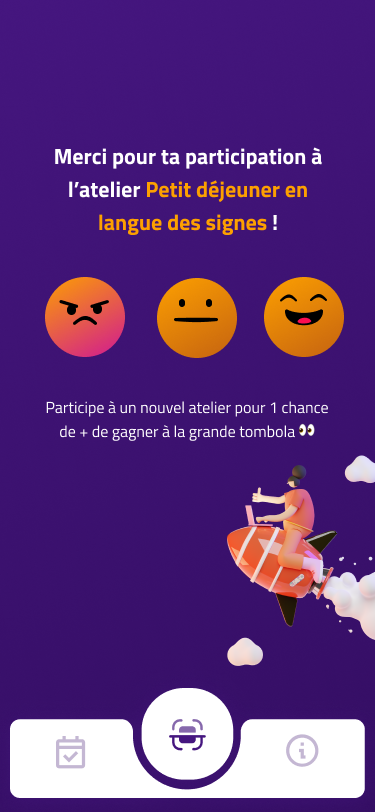 Merci pour ta participation à
l’atelier Petit déjeuner en
langue des signes !
Participe à un nouvel atelier pour 1 chance
de + de gagner à la grande tombola 👀